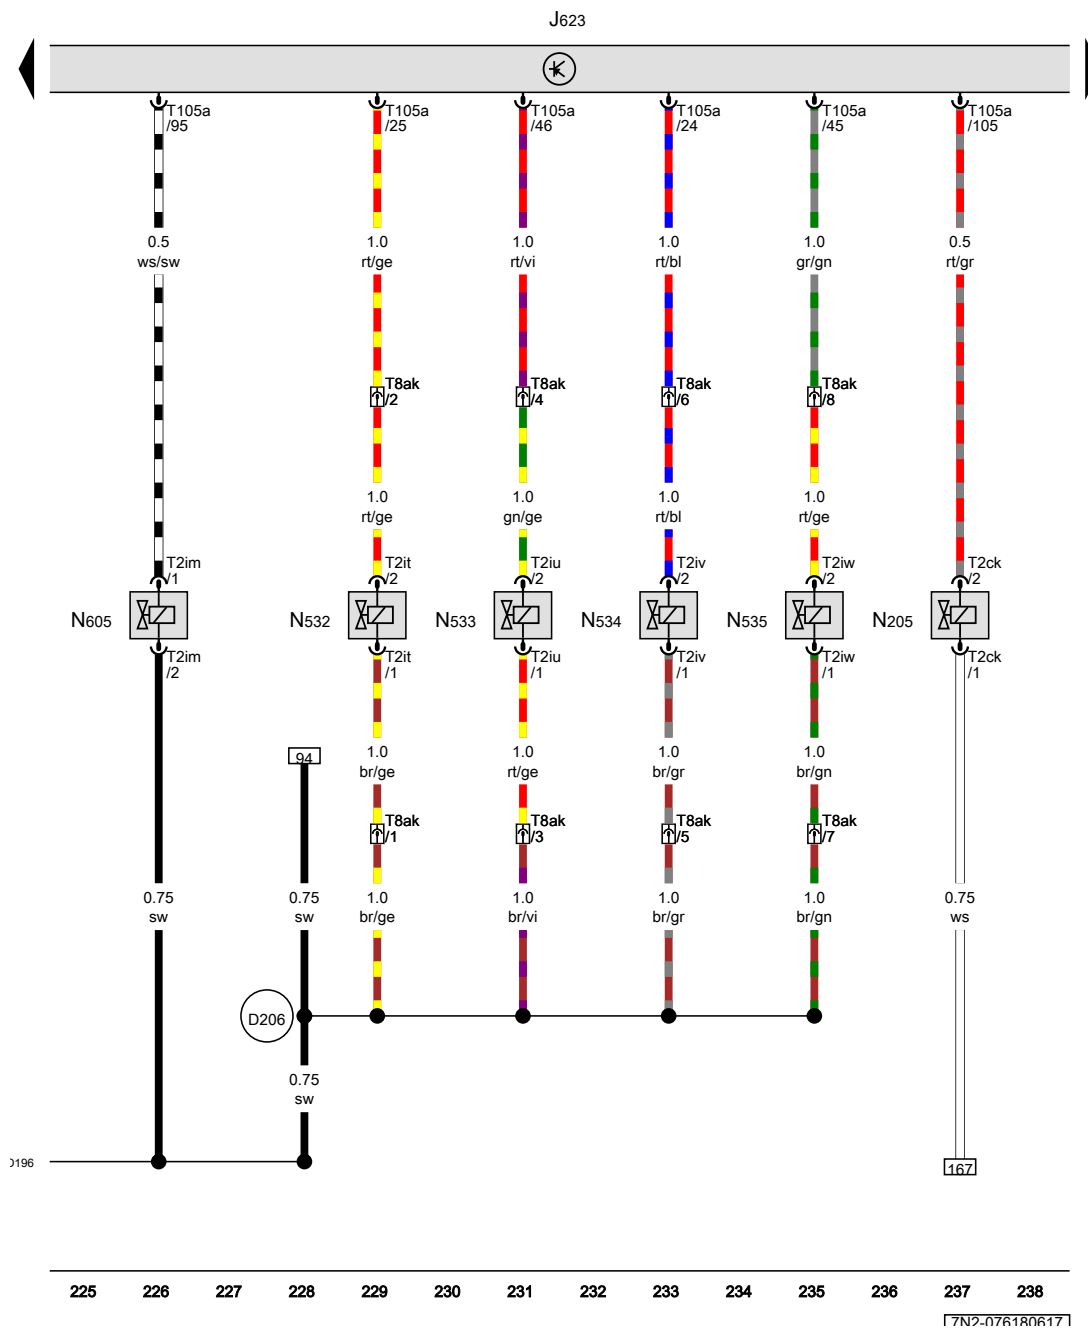 J623
T105a T105a T105a T105a T105a T105a
/95 /25 /46 /24 /45 /105
0.5 1.0 1.0 1.0 1.0 0.5
ws/sw rt/ge rt/vi rt/bl gr/gn rt/gr
T8ak T8ak T8ak T8ak
/2 /4 /6 /8
1.0 1.0 1.0 1.0
rt/ge gn/ge rt/bl rt/ge
T2im T2it T2iu T2iv T2iw T2ck
/1 /2 /2 /2 /2 /2
N605 N532 N533 N534 N535 N205
T2im T2it T2iu T2iv T2iw T2ck
/2 /1 /1 /1 /1 /1
94 1.0 1.0 1.0 1.0
br/ge rt/ge br/gr br/gn
T8ak T8ak T8ak T8ak
/1 /3 /5 /7
0.75 0.75 1.0 1.0 1.0 1.0 0.75
sw sw br/ge br/vi br/gr br/gn ws
D206
0.75
sw
D196 167
225 226 227 228 229 230 231 232 233 234 235 236 237 238
7N2-076180617